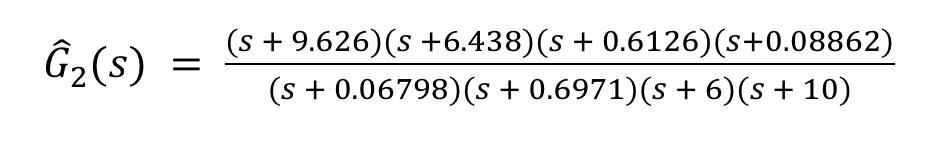 Ĝ₂(s) = (s + 9.626)(s +6.438)(s + 0.6126)(s+0.08862)
(s + 0.06798)(s + 0.6971)(s + 6)(s + 10)